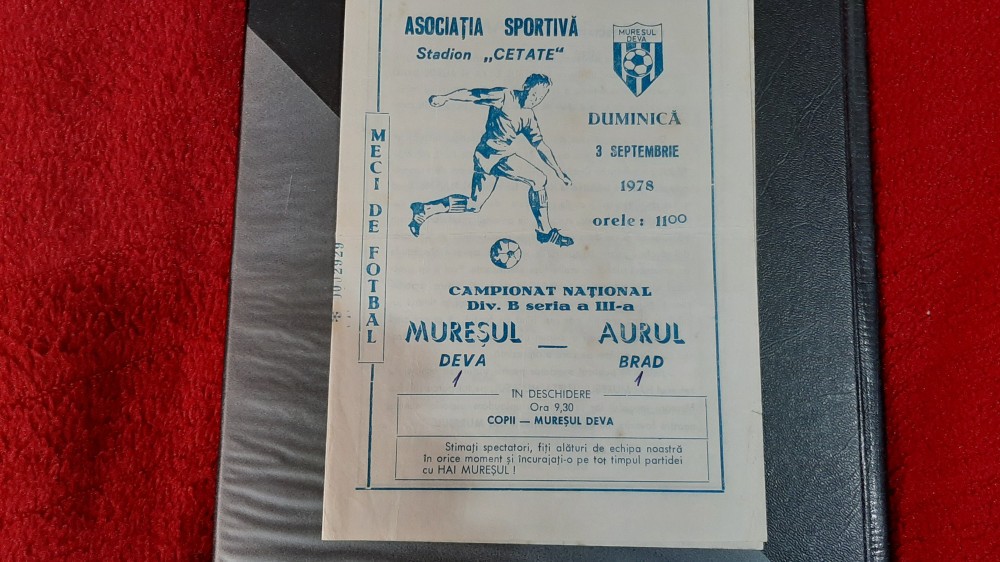 ASOCIAȚIA SPORTIVĂ
Stadion „CETATE"
MUREȘUL
DEVA
DUMINICĂ
3 SEPTEMBRIE
1978
orele: 1100
MECI DE FOTBAL
CAMPIONAT NAȚIONAL
Div. B seria a III-a
MUREȘUL — AURUL
DEVA BRAD
1 1
ÎN DESCHIDERE
Ora 9,30
COPII — MUREȘUL DEVA
Stimați spectatori, fiți alături de echipa noastră
în orice moment și încurajați-o pe tot timpul partidei
cu HAI MUREȘUL !